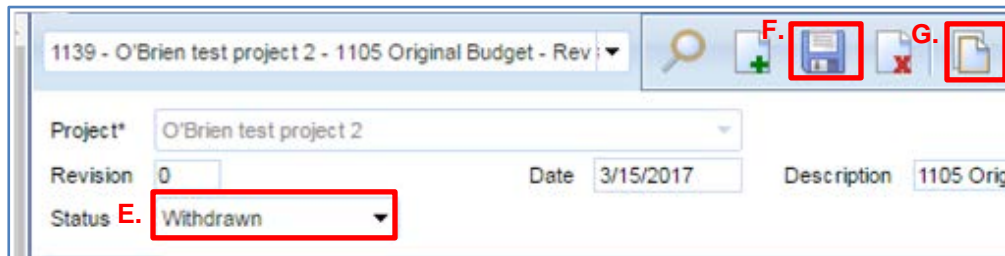 1139 - O'Brien test project 2 - 1105 Original Budget - Rev
F.
G.
Project* O'Brien test project 2
Revision 0 Date 3/15/2017 Description 1105 Orig
Status E. Withdrawn